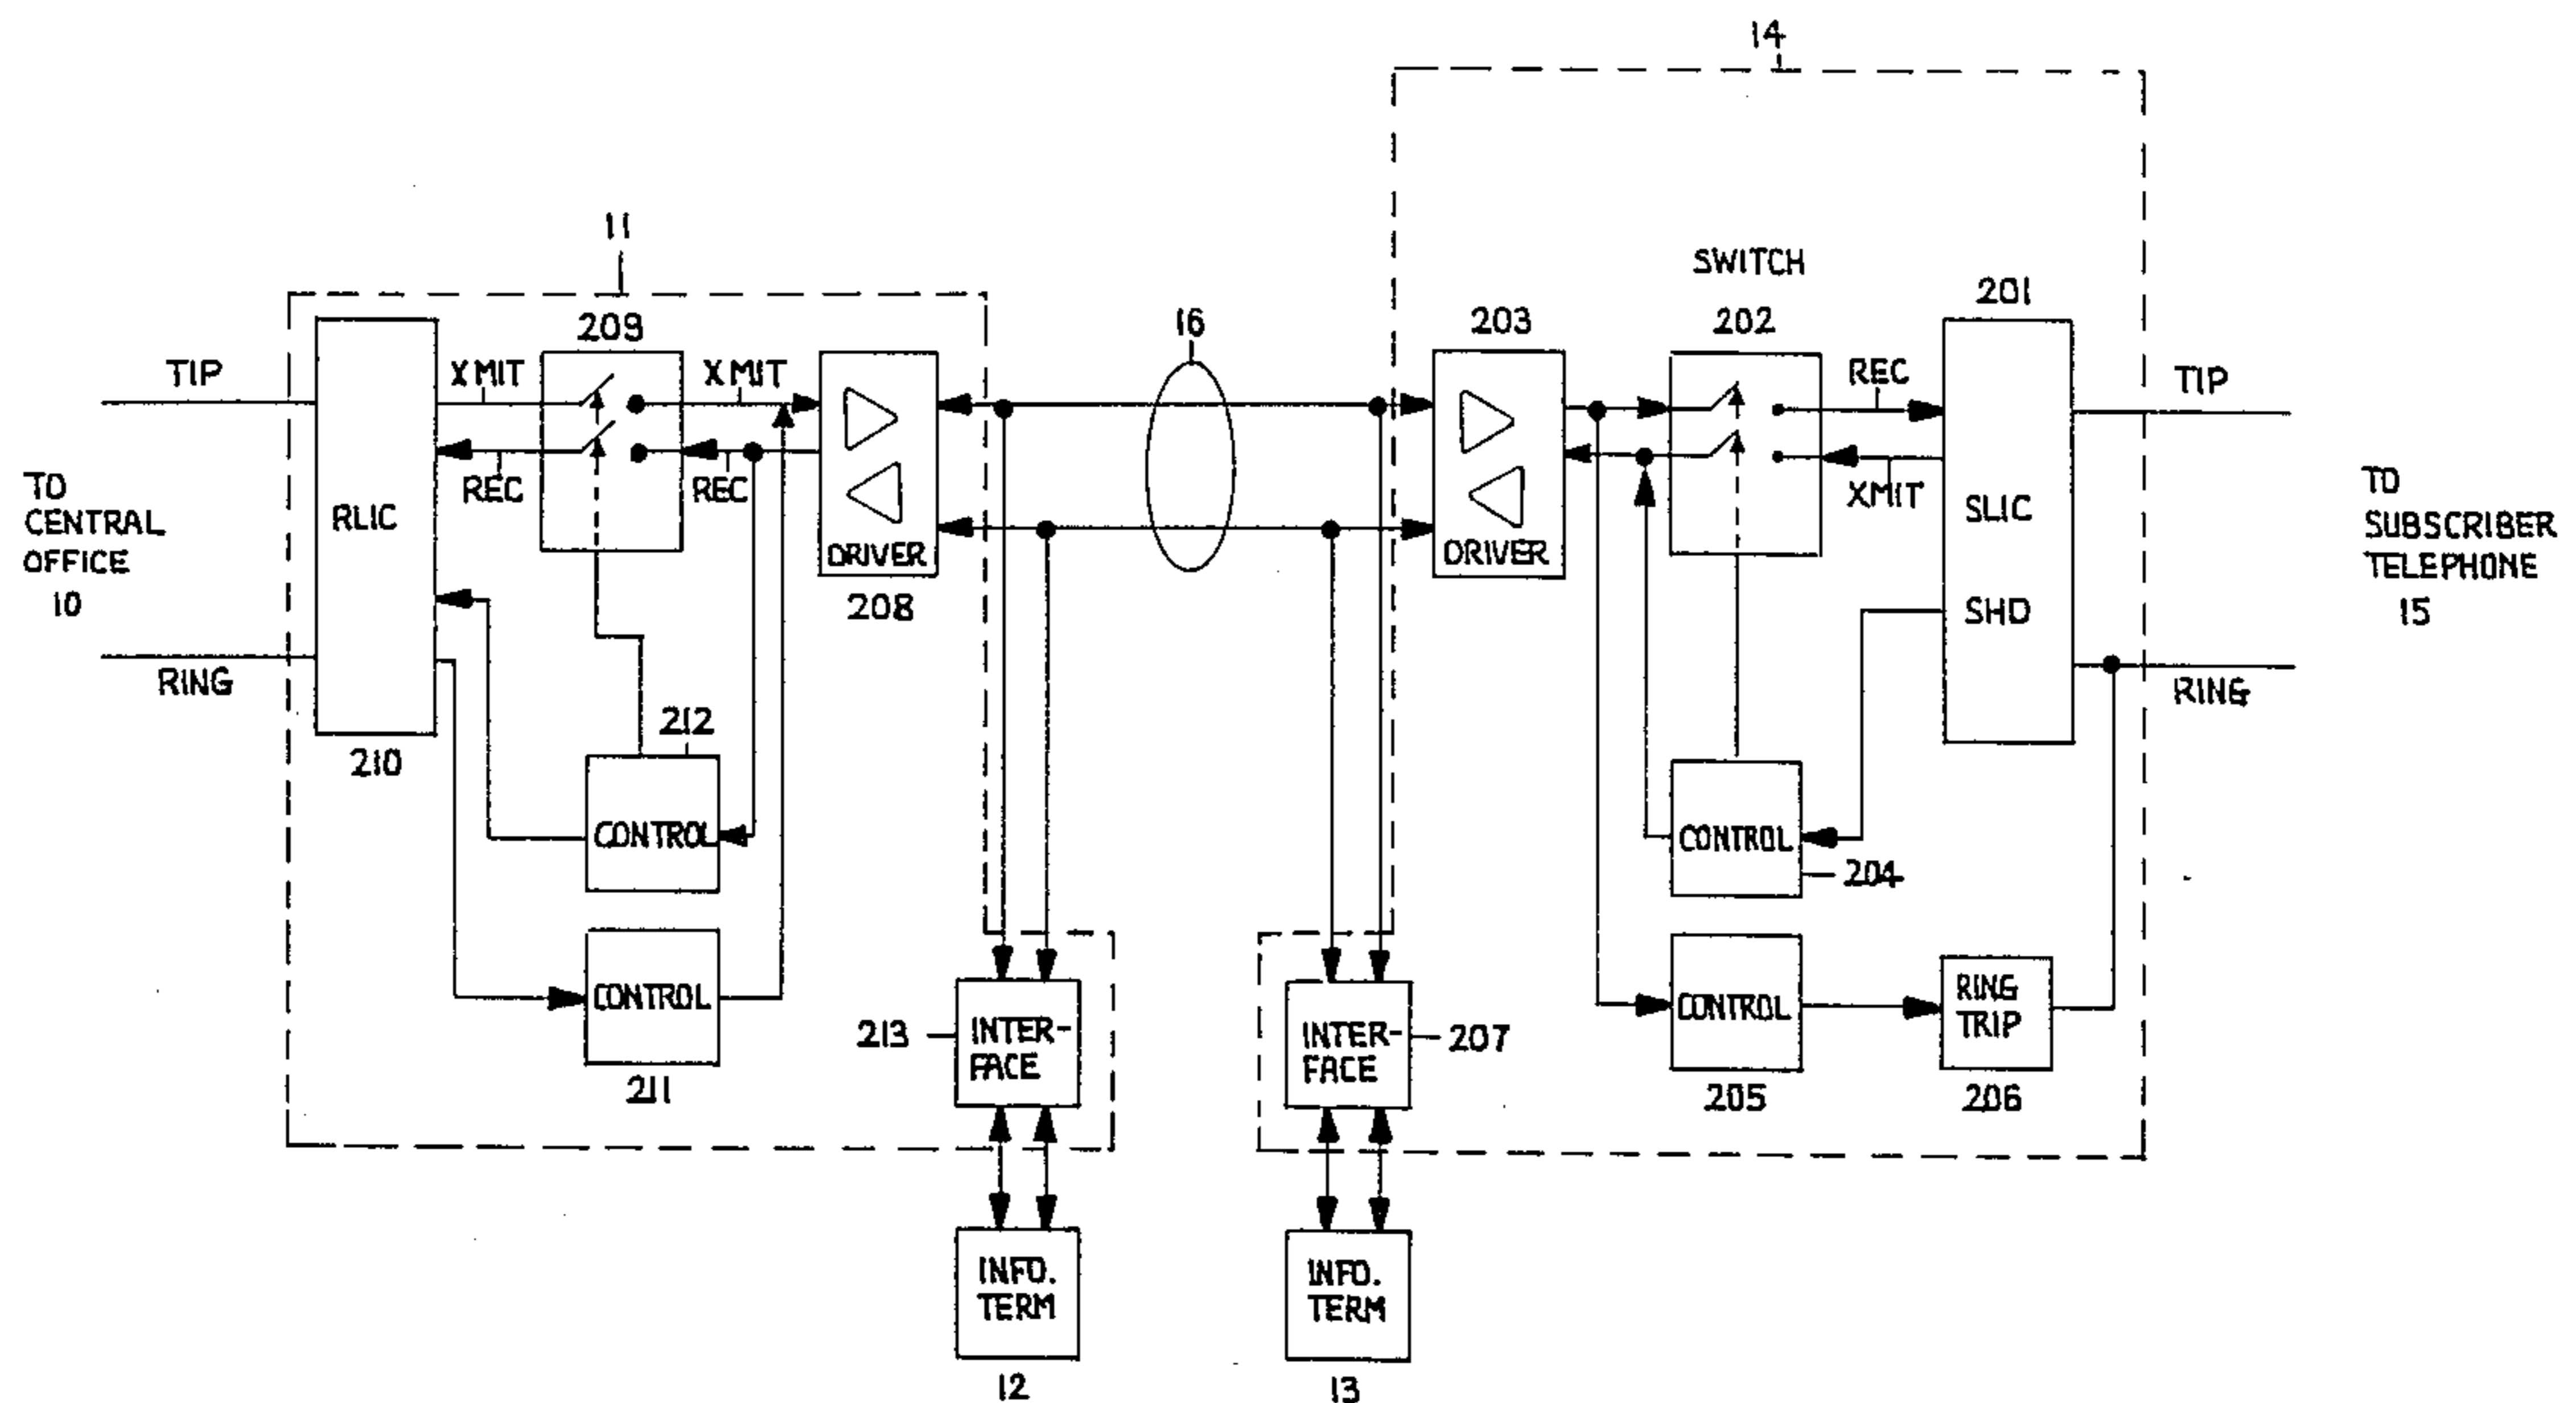 14
11
16
SWITCH
209
203
202
201
TIP
XMIT
XMIT
REC
TIP
REC
REC
XMIT
TO
CENTRAL
OFFICE
10
RLIC
DRIVER
208
DRIVER
SLIC
SHD
TO
SUBSCRIBER
TELEPHONE
15
RING
RING
210
212
CONTROL
CONTROL
204
CONTROL
211
213
INTER-
FACE
INTER-
FACE
207
CONTROL
205
RING
TRIP
206
INFO.
TERM
12
INFO.
TERM
13